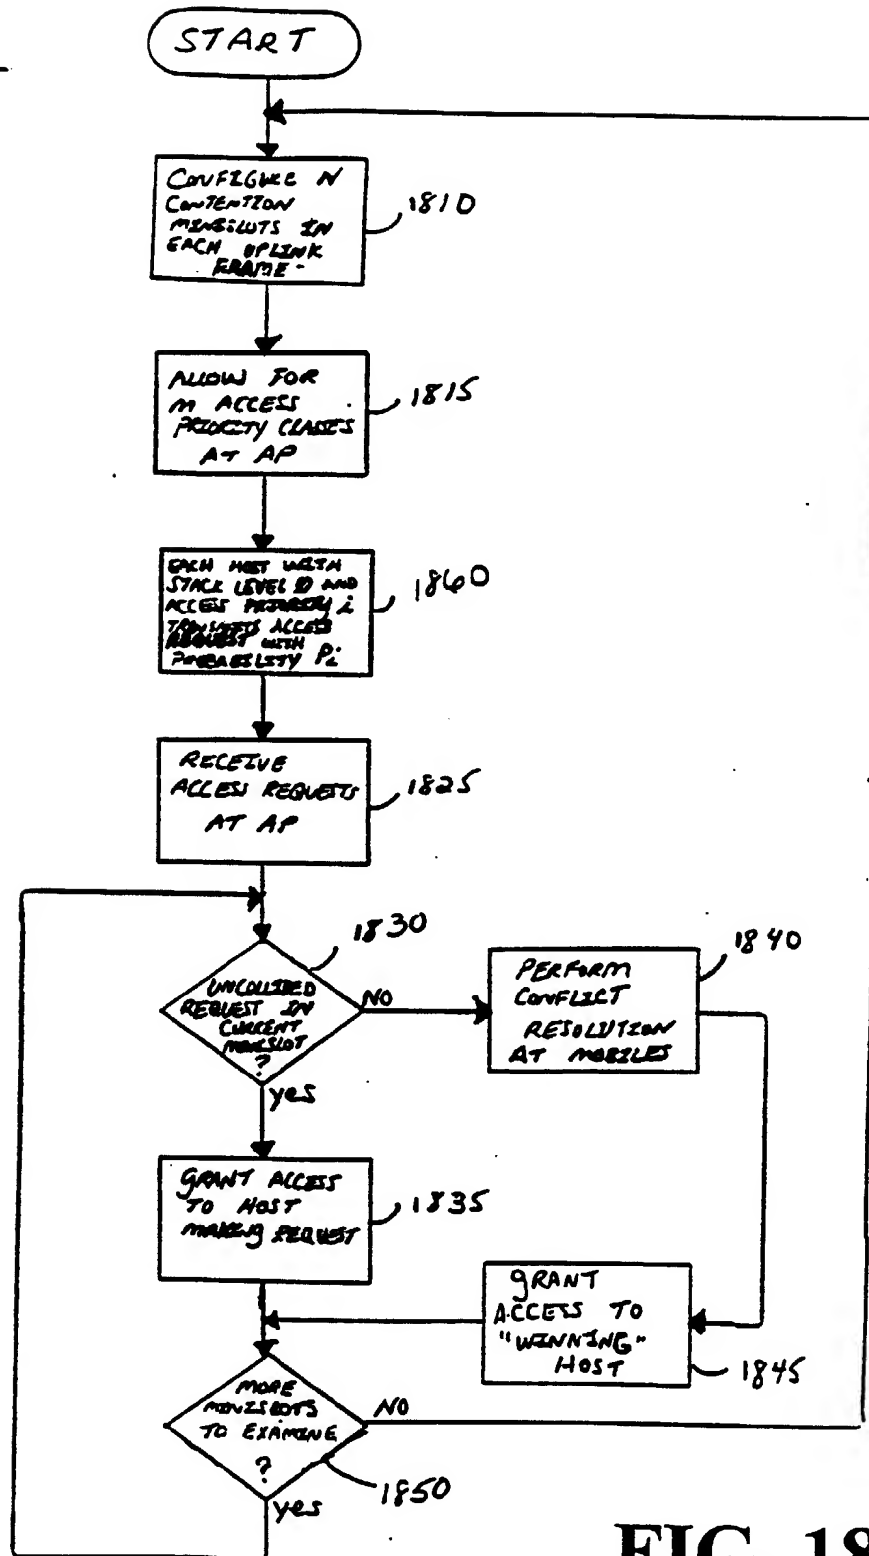 START
CONFIGURE N
CONTENTION
MINISLOTS IN
EACH UPLINK
FRAME
1810
ALLOW FOR
M ACCESS
PRIORITY CLASSES
AT AP
1815
EACH HOST WITH
STACK LEVEL 0 AND
ACCESS PRIORITY i
TRANSMITS ACCESS
REQUEST WITH
PROBABILITY Pi
1860
RECEIVE
ACCESS REQUESTS
AT AP
1825
1830
UNCOLLIDED
REQUEST IN
CURRENT
MINISLOT
?
NO
yes
1840
PERFORM
CONFLICT
RESOLUTION
AT MOBILES
GRANT ACCESS
TO HOST
MAKING REQUEST
1835
GRANT
ACCESS TO
"WINNING"
HOST
1845
MORE
MINISLOTS
TO EXAMINE
?
NO
1850
yes
FIG. 18